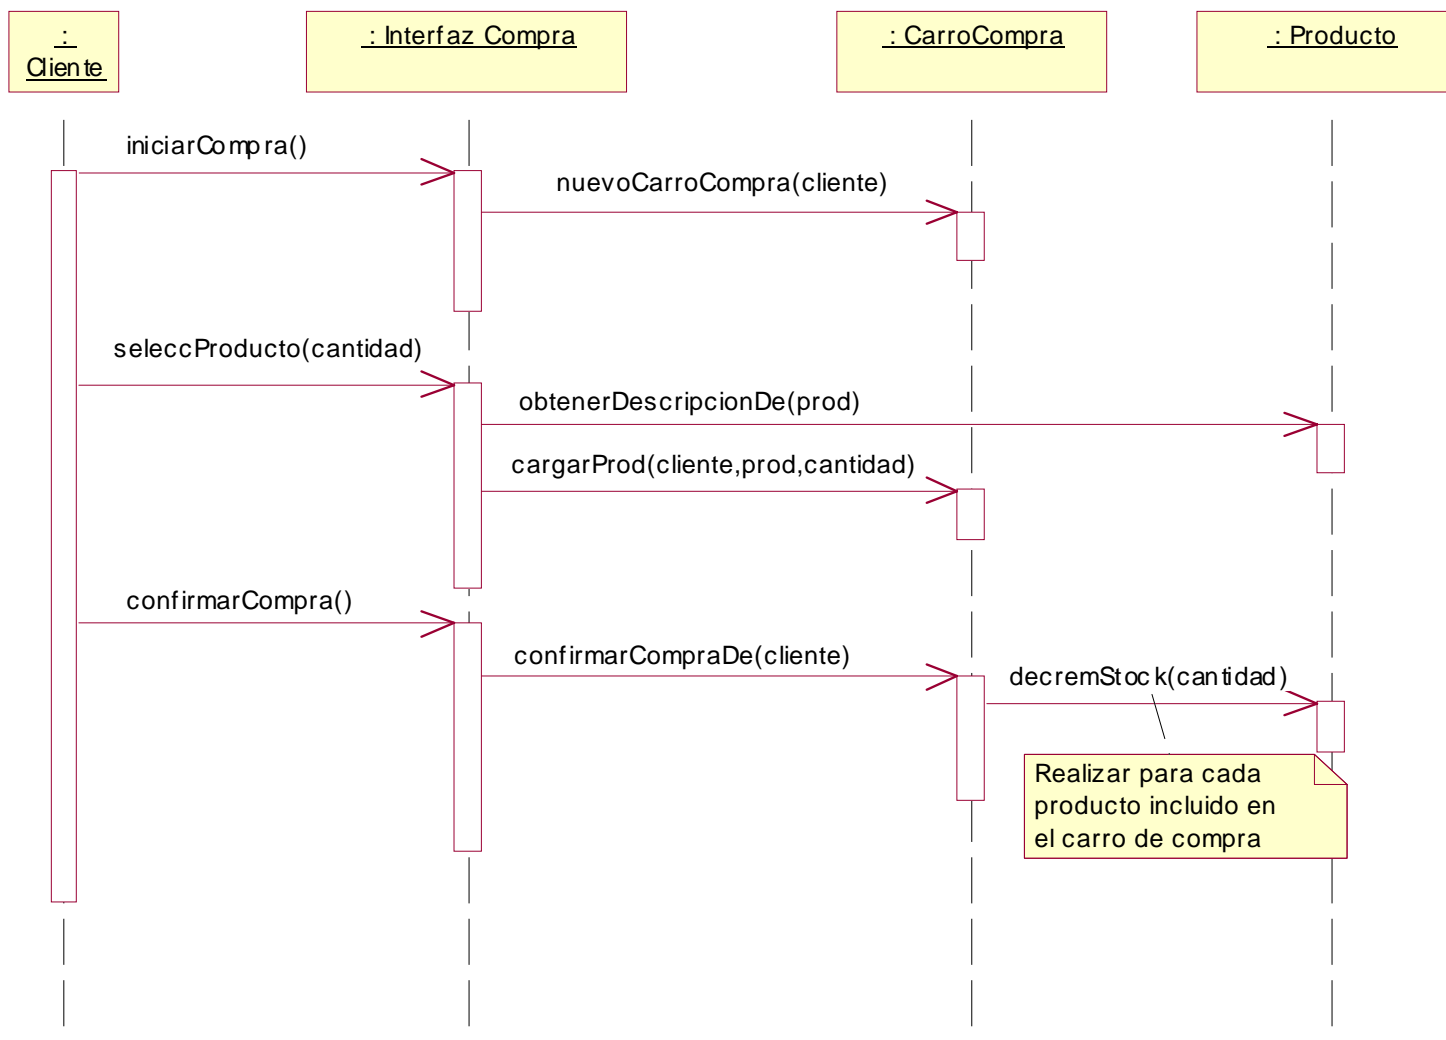 :
Cliente
: Interfaz Compra
: CarroCompra
: Producto
iniciarCompra()
nuevoCarroCompra(cliente)
seleccProducto(cantidad)
obtenerDescripcionDe(prod)
cargarProd(cliente,prod,cantidad)
confirmarCompra()
confirmarCompraDe(cliente)
decremStock(cantidad)
Realizar para cada
producto incluido en
el carro de compra